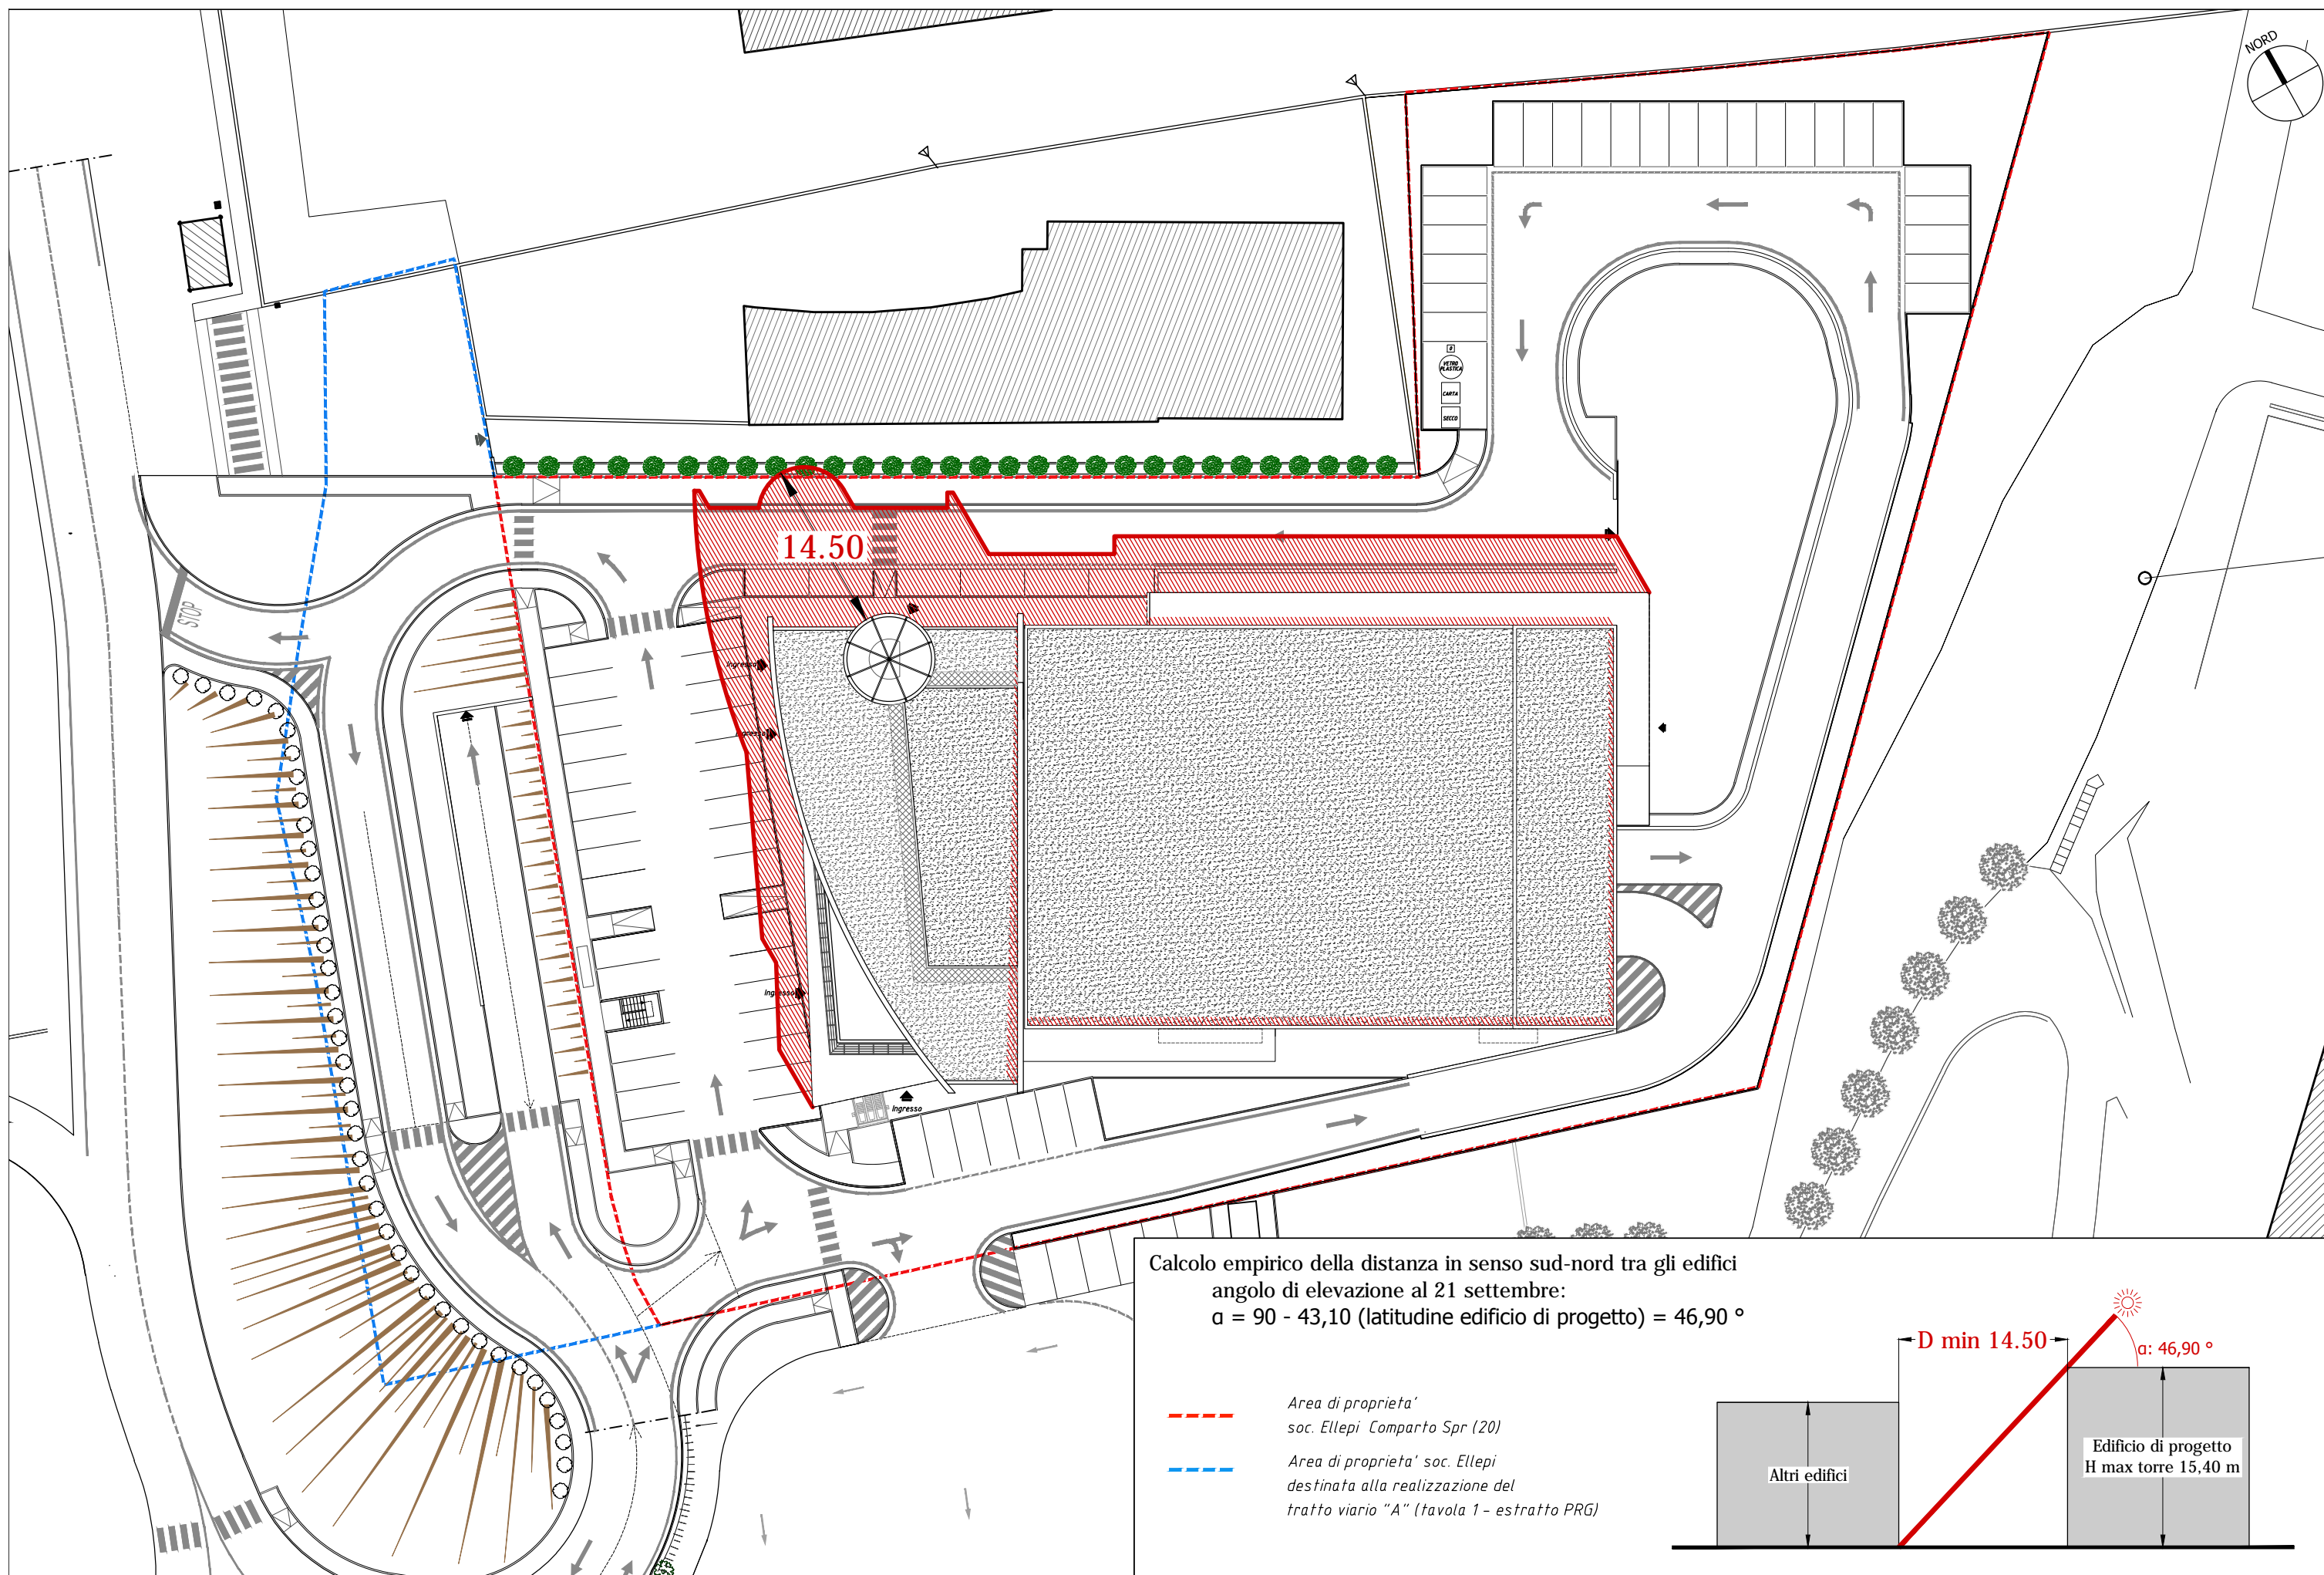 NORD
VETRO
PLASTICA
CARTA
SECCO
14.50
STOP
Ingresso
Ingresso
Ingresso
Ingresso
Calcolo empirico della distanza in senso sud-nord tra gli edifici
angolo di elevazione al 21 settembre:
α = 90 - 43,10 (latitudine edificio di progetto) = 46,90 °
Area di proprieta'
soc. Ellepi Comparto Spr (20)
Area di proprieta' soc. Ellepi
destinata alla realizzazione del
tratto viario "A" (tavola 1 - estratto PRG)
D min 14.50
α: 46,90 °
Altri edifici
Edificio di progetto
H max torre 15,40 m